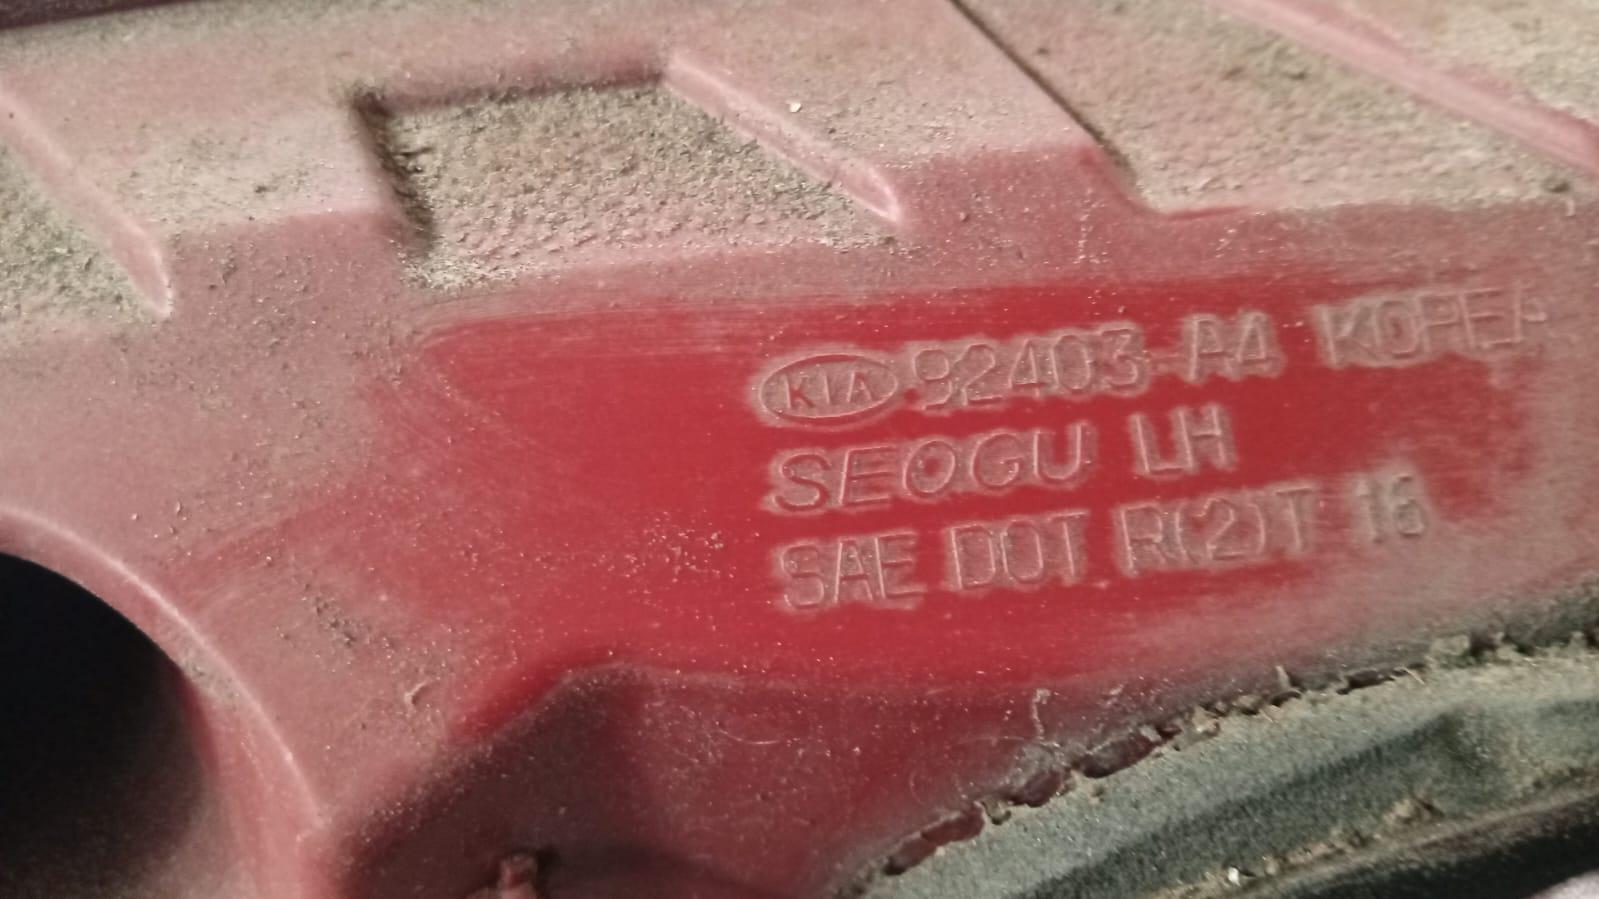 KIA 92403-A4 KOREA
SEOGU LH
SAE DOT R(2)T 16